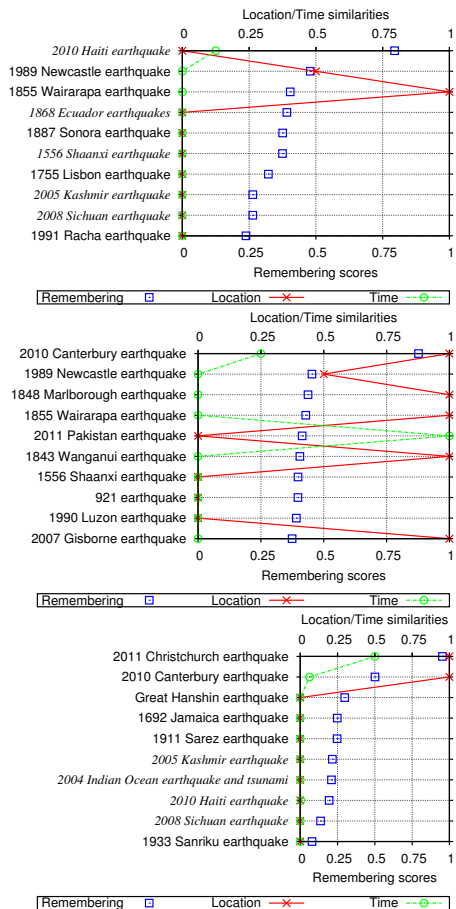 Location/Time similarities
0 0.25 0.5 0.75 1
2010 Haiti earthquake
1989 Newcastle earthquake
1855 Wairarapa earthquake
1868 Ecuador earthquakes
1887 Sonora earthquake
1556 Shaanxi earthquake
1755 Lisbon earthquake
2005 Kashmir earthquake
2008 Sichuan earthquake
1991 Racha earthquake
0 0.25 0.5 0.75 1
Remembering scores
Remembering Location Time
Location/Time similarities
0 0.25 0.5 0.75 1
2010 Canterbury earthquake
1989 Newcastle earthquake
1848 Marlborough earthquake
1855 Wairarapa earthquake
2011 Pakistan earthquake
1843 Wanganui earthquake
1556 Shaanxi earthquake
921 earthquake
1990 Luzon earthquake
2007 Gisborne earthquake
0 0.25 0.5 0.75 1
Remembering scores
Remembering Location Time
Location/Time similarities
0 0.25 0.5 0.75 1
2011 Christchurch earthquake
2010 Canterbury earthquake
Great Hanshin earthquake
1692 Jamaica earthquake
1911 Sarez earthquake
2005 Kashmir earthquake
2004 Indian Ocean earthquake and tsunami
2010 Haiti earthquake
2008 Sichuan earthquake
1933 Sanriku earthquake
0 0.25 0.5 0.75 1
Remembering scores
Remembering Location Time